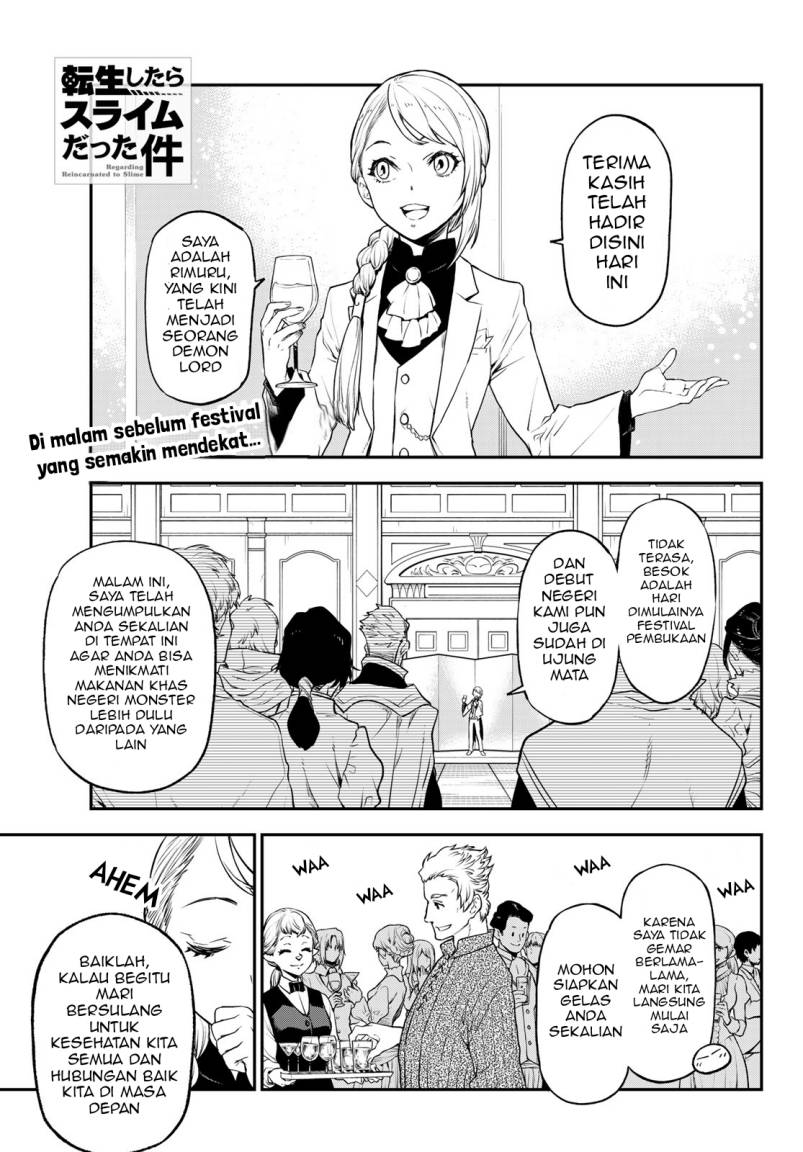 転生したら
スライム
だった件
Regarding
Reincarnated to Slime
TERIMA
KASIH
TELAH
HADIR
DISINI
HARI
INI
SAYA
ADALAH
RIMURU,
YANG KINI
TELAH
MENJADI
SEORANG
DEMON
LORD
Di malam sebelum festival
yang semakin mendekat...
TIDAK
TERASA,
BESOK
ADALAH
HARI
DIMULAINYA
FESTIVAL
PEMBUKAAN
DAN
DEBUT
NEGERI
KAMI PUN
JUGA
SUDAH DI
UJUNG
MATA
MALAM INI,
SAYA TELAH
MENGUMPULKAN
ANDA SEKALIAN
DI TEMPAT INI
AGAR ANDA BISA
MENIKMATI
MAKANAN KHAS
NEGERI MONSTER
LEBIH DULU
DARIPADA YANG
LAIN
WAA
WAA
WAA
WAA
KARENA
SAYA TIDAK
GEMAR
BERLAMA-
LAMA,
MARI KITA
LANGSUNG
MULAI
SAJA
MOHON
SIAPKAN
GELAS
ANDA
SEKALIAN
AHEM
BAIKLAH,
KALAU BEGITU
MARI
BERSULANG
UNTUK
KESEHATAN KITA
SEMUA DAN
HUBUNGAN BAIK
KITA DI MASA
DEPAN